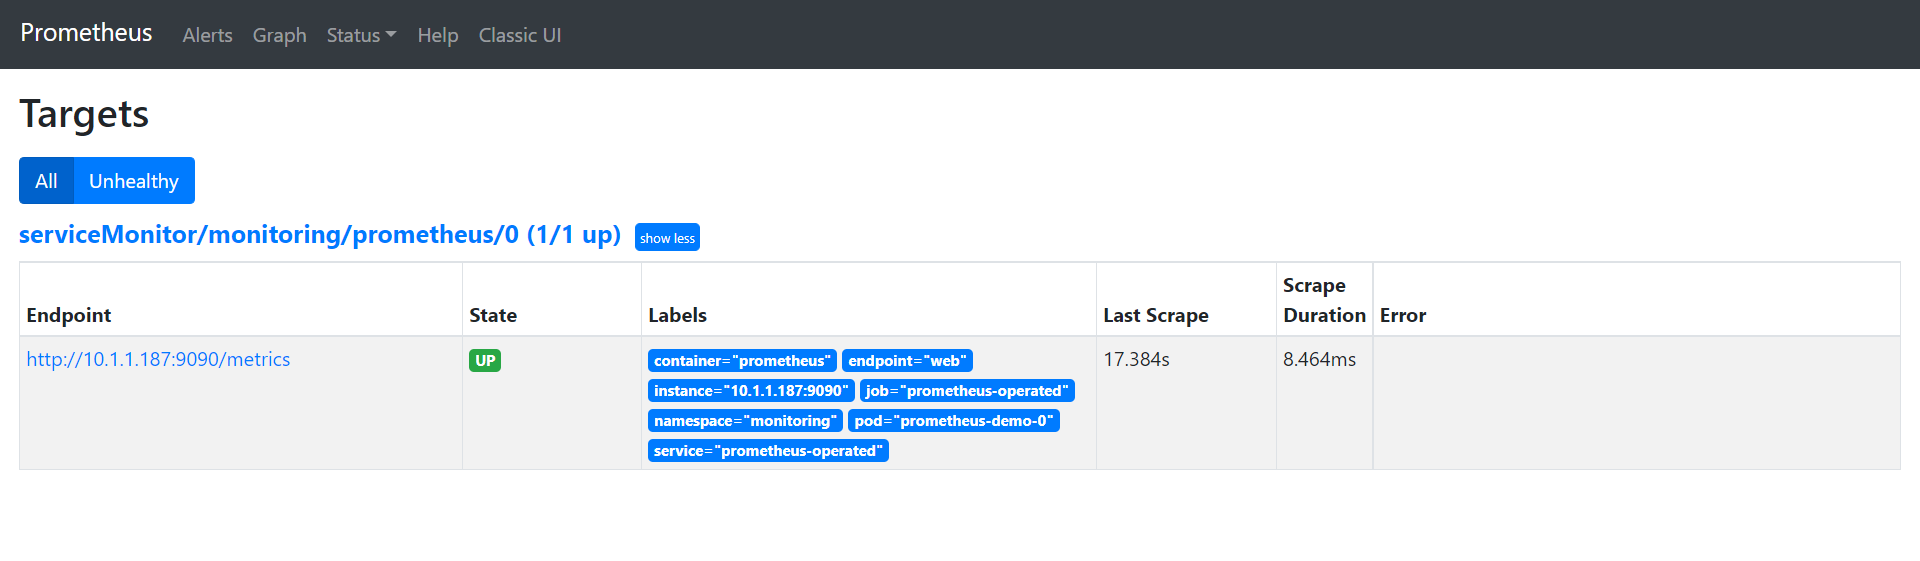 Prometheus Alerts Graph Status Help Classic UI
Targets
All Unhealthy
serviceMonitor/monitoring/prometheus/0 (1/1 up) show less
Endpoint State Labels Last Scrape Scrape Duration Error
http://10.1.1.187:9090/metrics UP container="prometheus" endpoint="web" 17.384s 8.464ms
instance="10.1.1.187:9090" job="prometheus-operated"
namespace="monitoring" pod="prometheus-demo-0"
service="prometheus-operated"